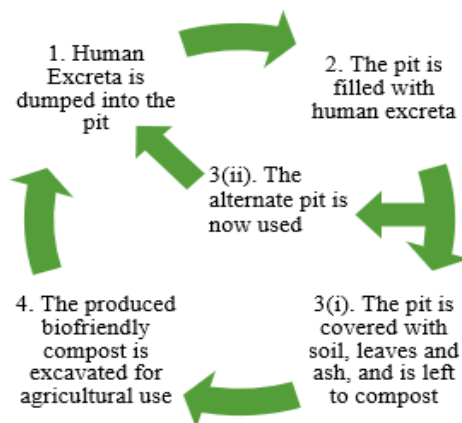 1. Human
Excreta is
dumped into the
pit
2. The pit is
filled with
human excreta
3(ii). The
alternate pit is
now used
3(i). The pit is
covered with
soil, leaves and
ash, and is left
to compost
4. The produced
biofriendly
compost is
excavated for
agricultural use